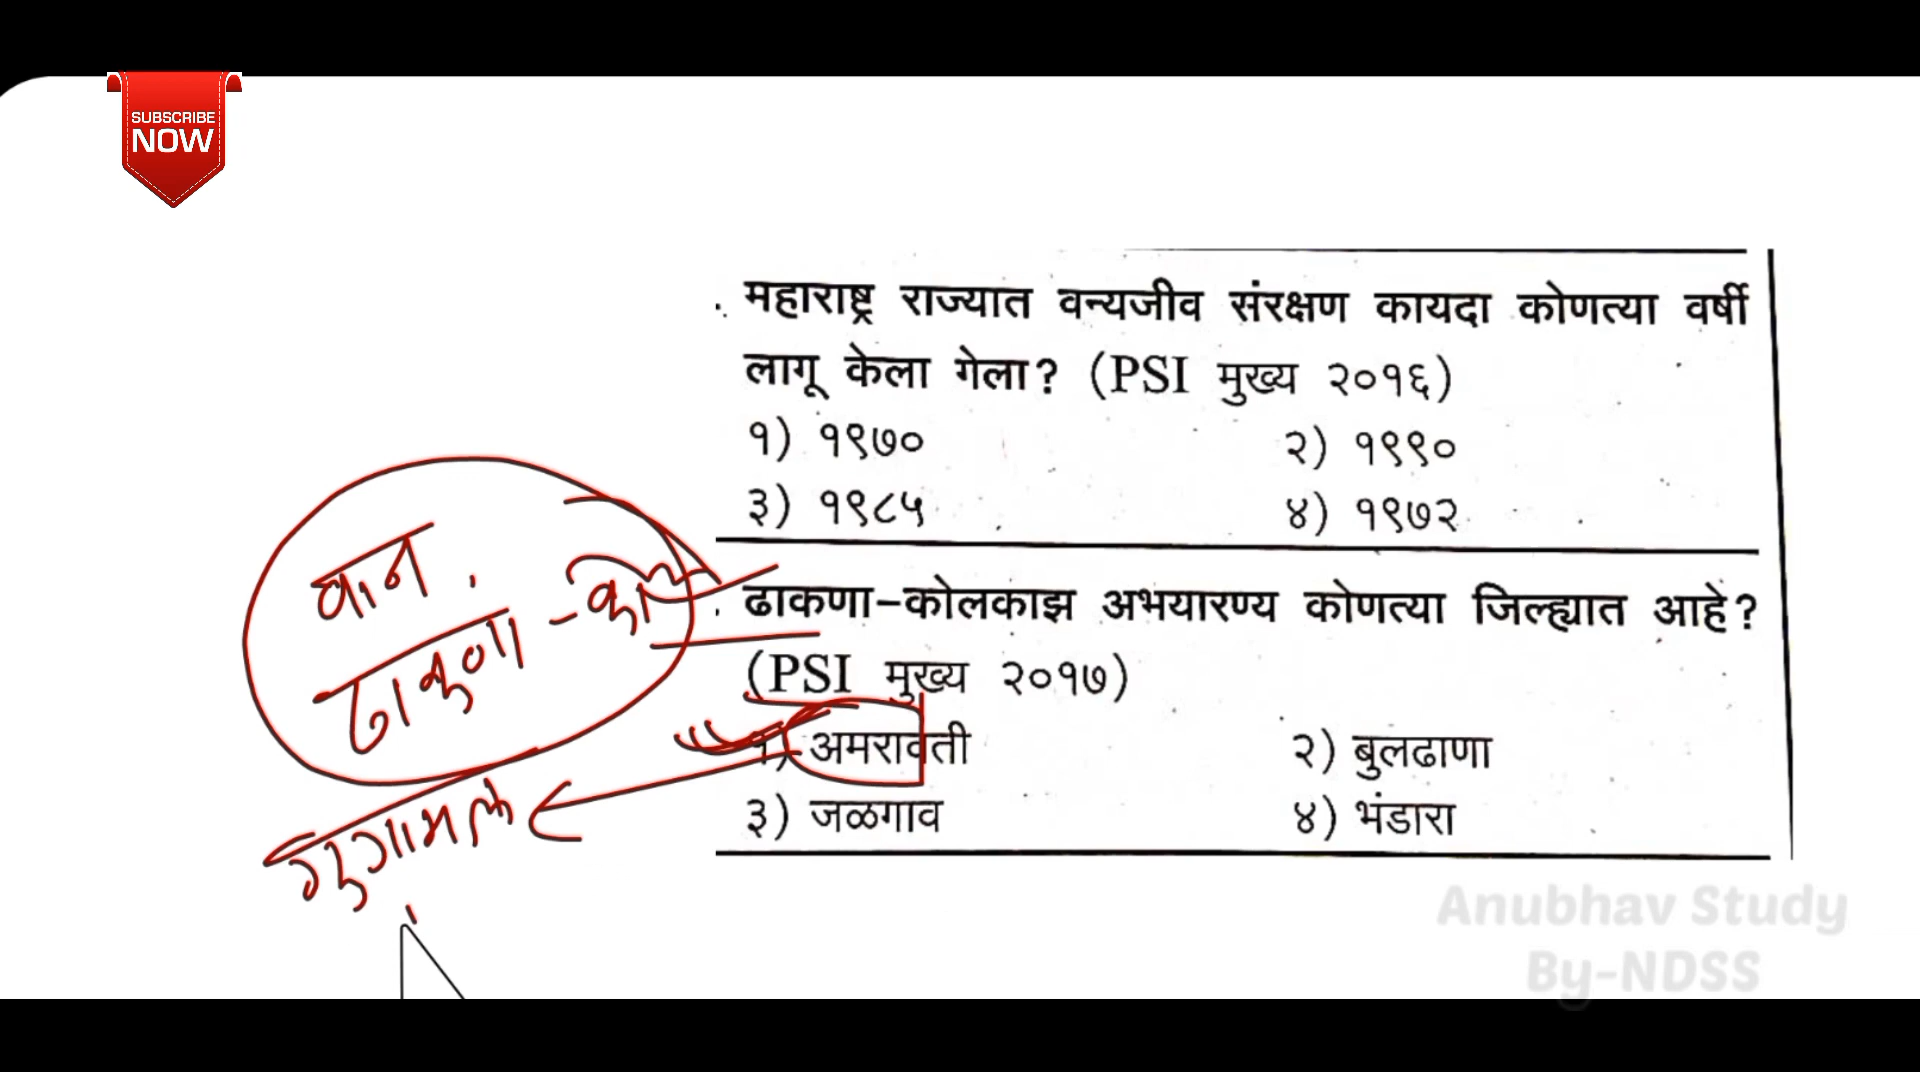 SUBSCRIBE
NOW
महाराष्ट्र राज्यात वन्यजीव संरक्षण कायदा कोणत्या वर्षी
लागू केला गेला? (PSI मुख्य २०१६)
१) १९७० २) १९९०
३) १९८५ ४) १९७२
ढाकणा-कोलकाझ अभयारण्य कोणत्या जिल्ह्यात आहे?
(PSI मुख्य २०१७)
१) अमरावती २) बुलढाणा
३) जळगाव ४) भंडारा
वान
ढाकणा - को
गुगामल
Anubhav Study
By-NDSS